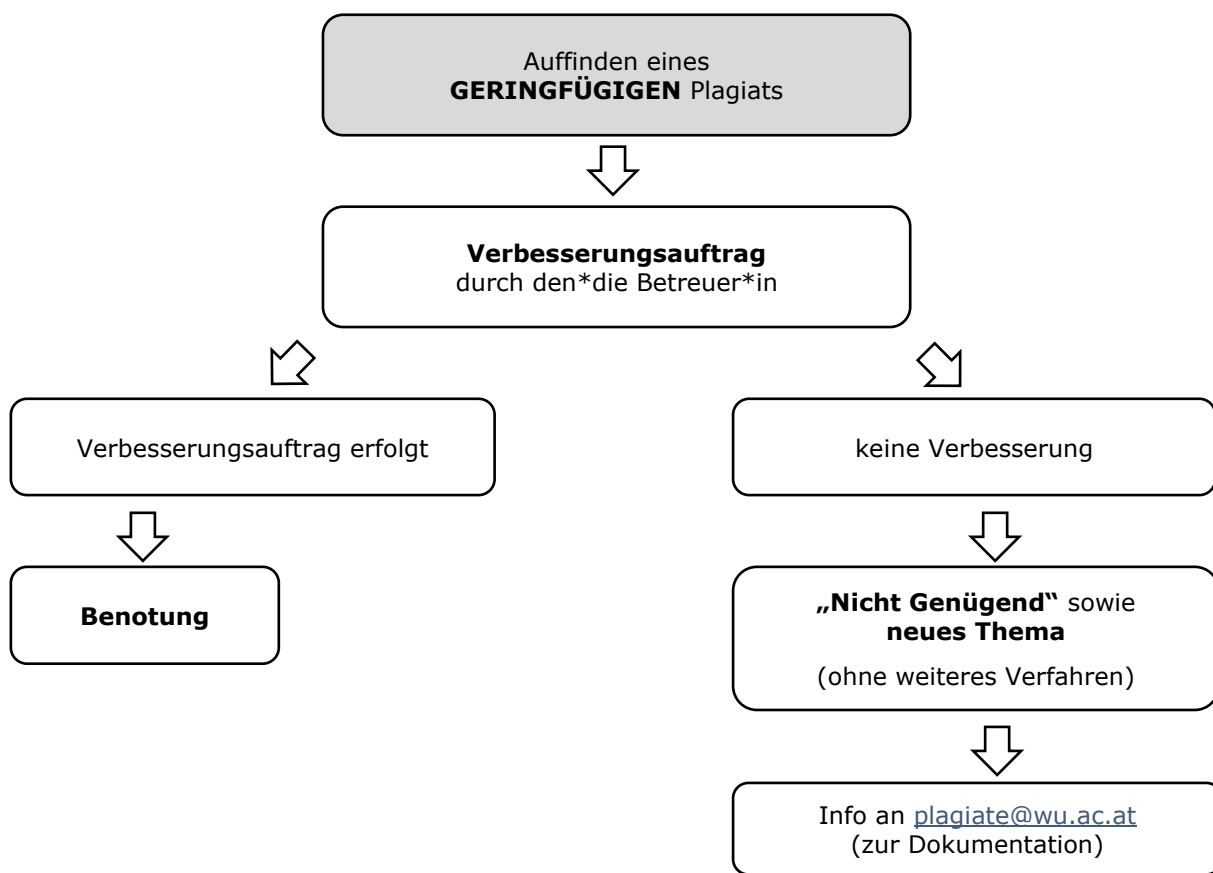 Auffinden eines
GERINGFÜGIGEN Plagiats
Verbesserungsauftrag
durch den*die Betreuer*in
Verbesserungsauftrag erfolgt
keine Verbesserung
Benotung
„Nicht Genügend“ sowie
neues Thema
(ohne weiteres Verfahren)
Info an plagiate@wu.ac.at
(zur Dokumentation)